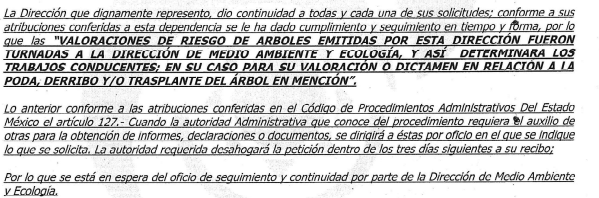 La Dirección que dignamente represento, dio continuidad a todas y cada una de sus solicitudes; conforme a sus
atribuciones conferidas a esta dependencia se le ha dado cumplimiento y seguimiento en tiempo y forma, por lo
que las "VALORACIONES DE RIESGO DE ARBOLES EMITIDAS POR ESTA DIRECCIÓN FUERON
TURNADAS A LA DIRECCIÓN DE MEDIO AMBIENTE Y ECOLOGÍA, Y ASÍ DETERMINARA LOS
TRABAJOS CONDUCENTES; EN SU CASO PARA SU VALORACIÓN O DICTAMEN EN RELACIÓN A LA
PODA, DERRIBO Y/O TRASPLANTE DEL ÁRBOL EN MENCIÓN".
Lo anterior conforme a las atribuciones conferidas en el Código de Procedimientos Administrativos Del Estado
México el artículo 127.- Cuando la autoridad Administrativa que conoce del procedimiento requiera el auxilio de
otras para la obtención de informes, declaraciones o documentos, se dirigirá a éstas por oficio en el que se indique
lo que se solicita. La autoridad requerida desahogará la petición dentro de los tres días siguientes a su recibo;
Por lo que se está en espera del oficio de seguimiento y continuidad por parte de la Dirección de Medio Ambiente
y Ecología.